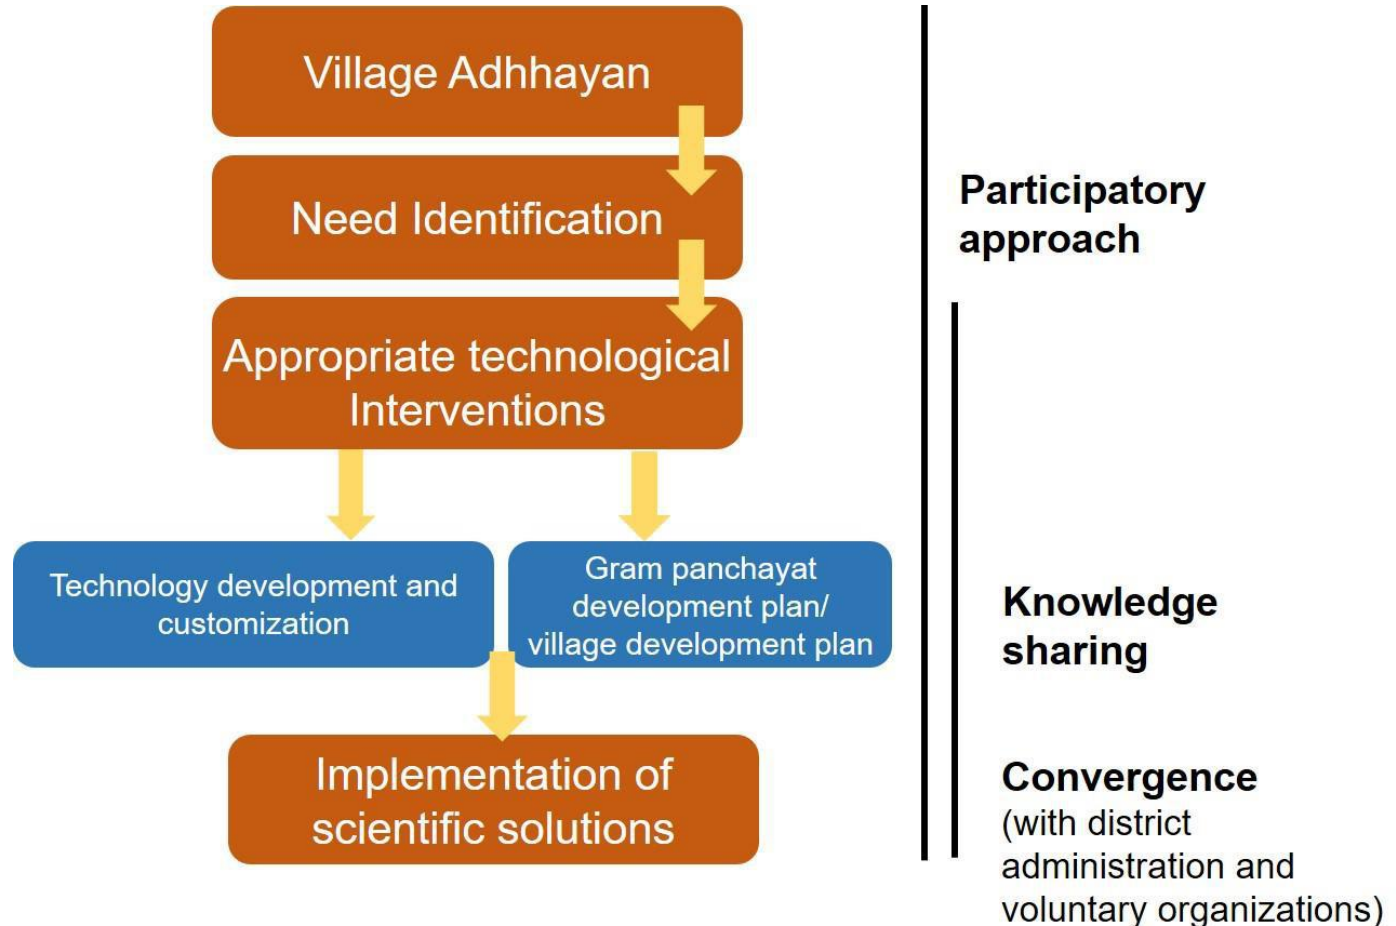 Village Adhhayan
Need Identification
Appropriate technological
Interventions
Technology development and
customization
Gram panchayat
development plan/
village development plan
Implementation of
scientific solutions
Participatory
approach
Knowledge
sharing
Convergence
(with district
administration and
voluntary organizations)